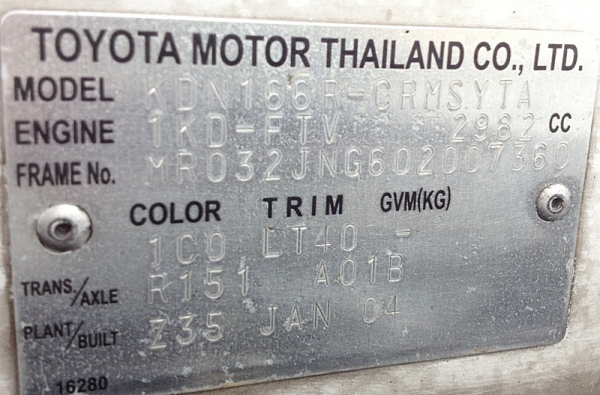 TOYOTA MOTOR THAILAND CO., LTD.
MODEL KDN166R-CRMSYTA
ENGINE 1KD-FTV 2982 CC
FRAME No. MR032JNG602007360
COLOR TRIM GVM(KG)
1C0 LT40 -
TRANS./AXLE R151 A01B
PLANT/BUILT Z35 JAN 04
16280